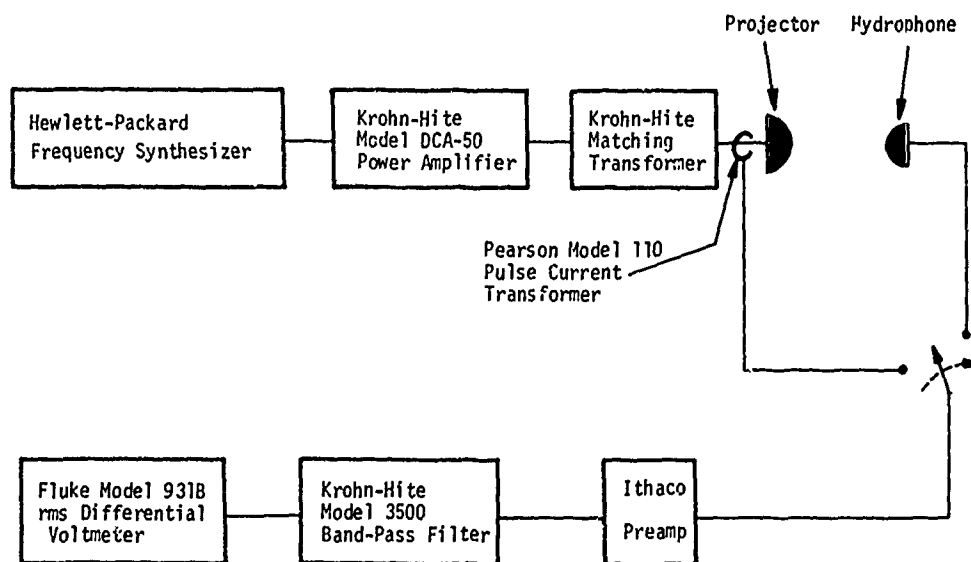 Projector
Hydrophone
Hewlett-Packard
Frequency Synthesizer
Krohn-Hite
Model DCA-50
Power Amplifier
Krohn-Hite
Matching
Transformer
Pearson Model 110
Pulse Current
Transformer
Fluke Model 931B
rms Differential
Voltmeter
Krohn-Hite
Model 3500
Band-Pass Filter
Ithaco
Preamp